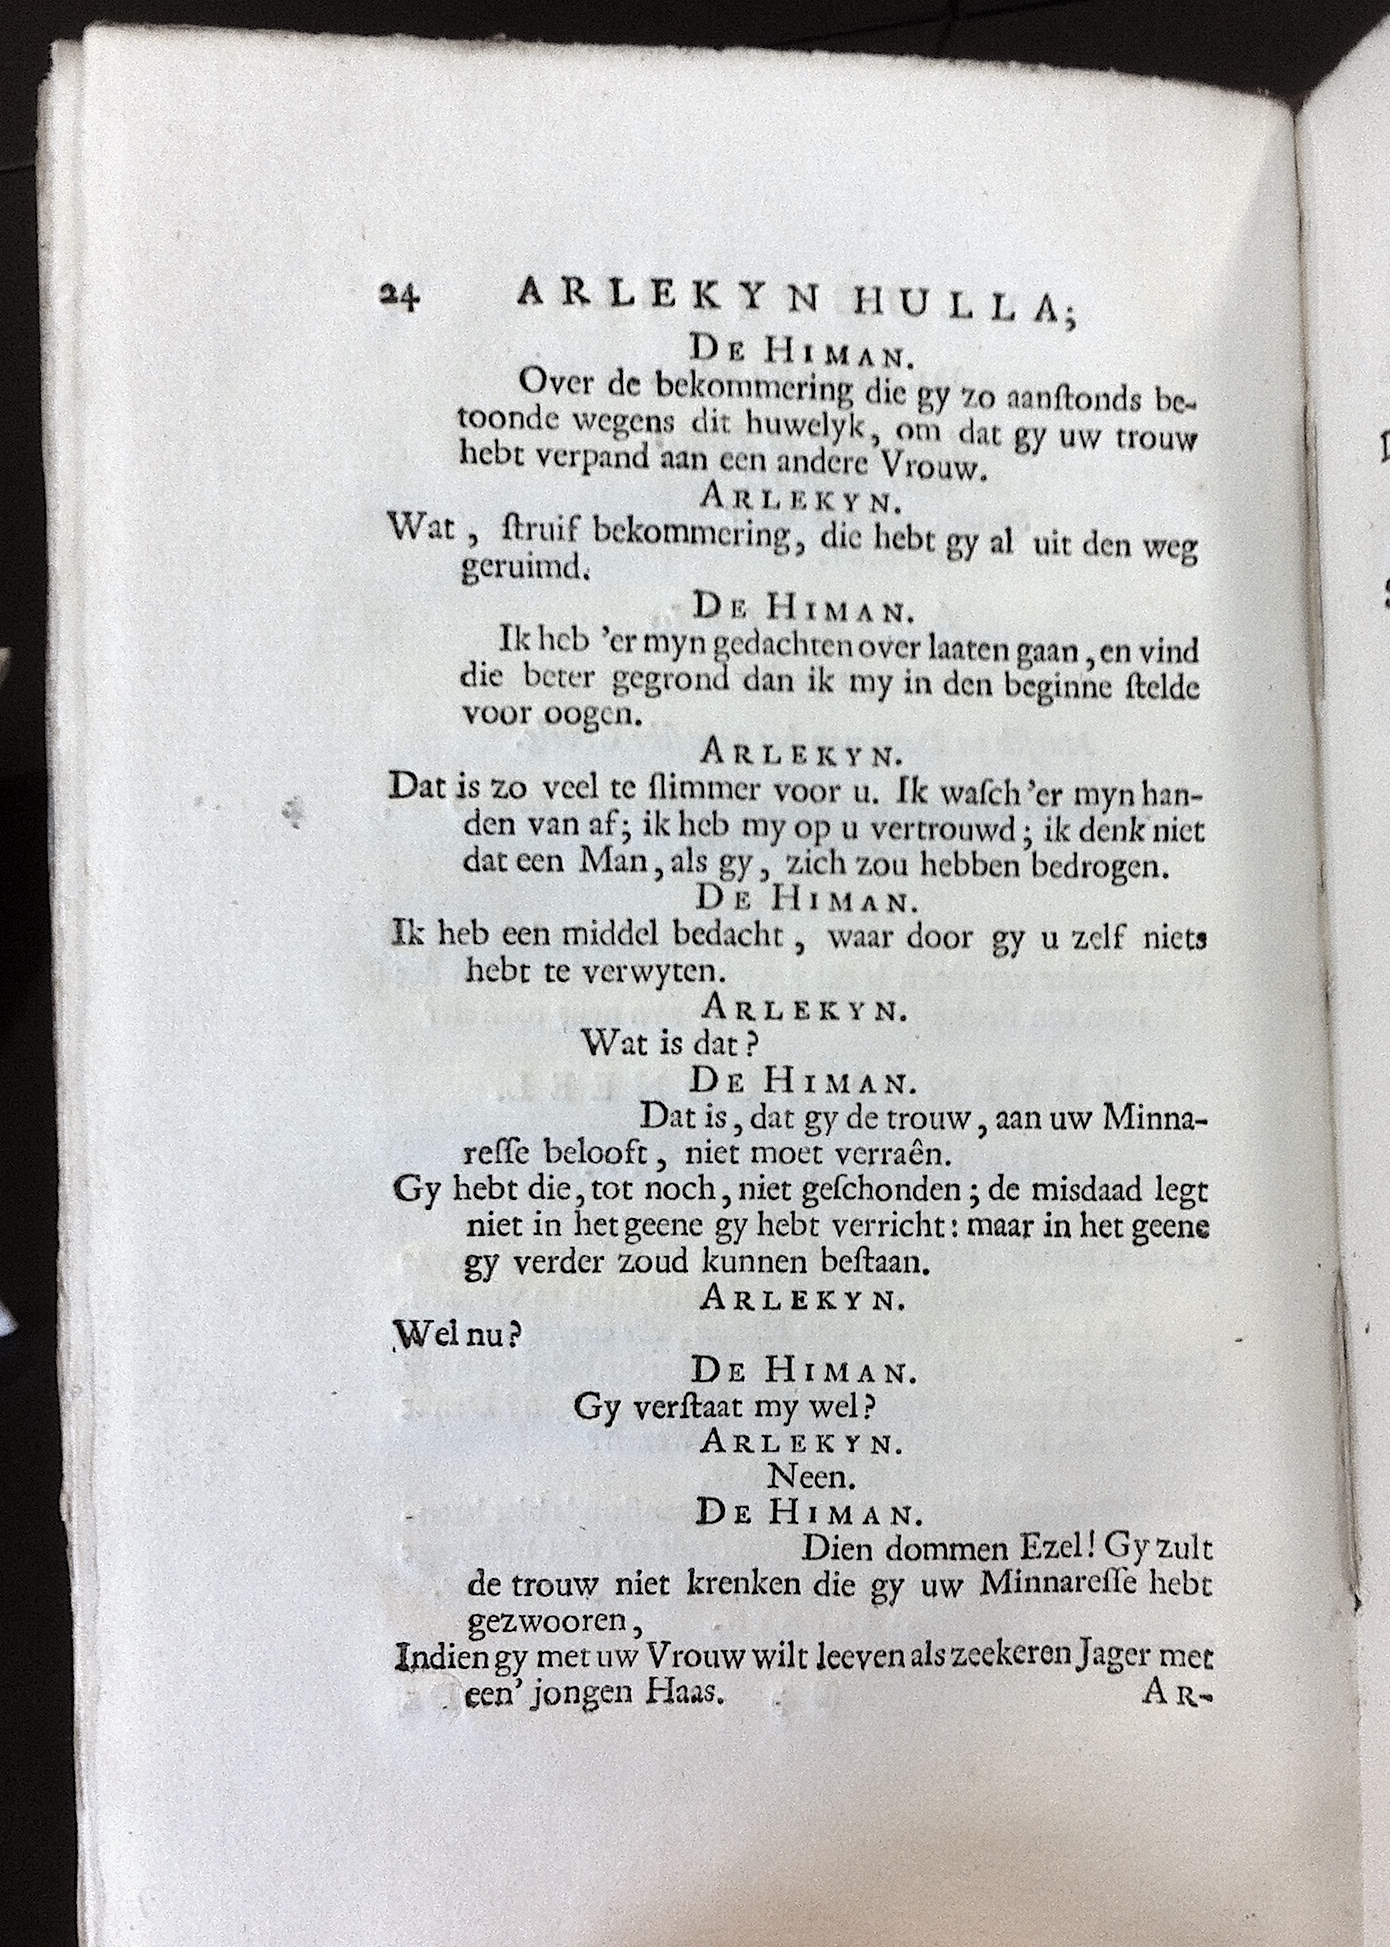 24 ARLEKYN HULLA;
DE HIMAN.
Over de bekommering die gy zo aanſtonds be-
toonde wegens dit huwelyk, om dat gy uw trouw
hebt verpand aan een andere Vrouw.
ARLEKYN.
Wat, ſtruif bekommering, die hebt gy al uit den weg
geruimd.
DE HIMAN.
Ik heb 'er myn gedachten over laaten gaan, en vind
die beter gegrond dan ik my in den beginne ſtelde
voor oogen.
ARLEKYN.
Dat is zo veel te ſlimmer voor u. Ik waſch 'er myn han-
den van af; ik heb my op u vertrouwd; ik denk niet
dat een Man, als gy, zich zou hebben bedrogen.
DE HIMAN.
Ik heb een middel bedacht, waar door gy u zelf niets
hebt te verwyten.
ARLEKYN.
Wat is dat?
DE HIMAN.
Dat is, dat gy de trouw, aan uw Minna-
reſſe belooft, niet moet verraên.
Gy hebt die, tot noch, niet geſchonden; de misdaad legt
niet in het geene gy hebt verricht: maar in het geene
gy verder zoud kunnen beſtaan.
ARLEKYN.
Wel nu?
DE HIMAN.
Gy verſtaat my wel?
ARLEKYN.
Neen.
DE HIMAN.
Dien dommen Ezel! Gy zult
de trouw niet krenken die gy uw Minnareſſe hebt
gezwooren,
Indien gy met uw Vrouw wilt leeven als zeekeren Jager met
een' jongen Haas. AR-